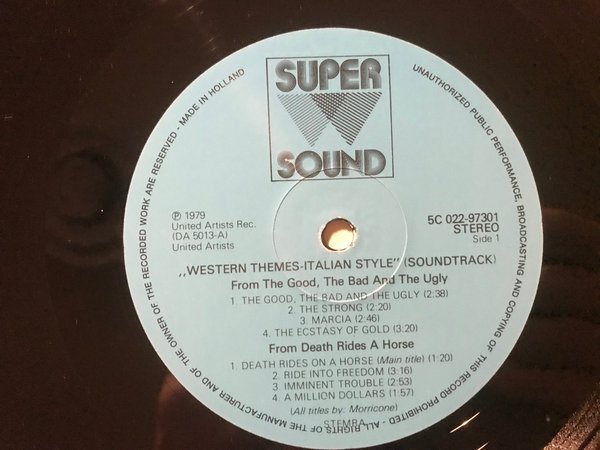 SUPER
SOUND
℗ 1979
United Artists Rec.
(DA 5013-A)
United Artists
5C 022-97301
STEREO
Side 1
,,WESTERN THEMES-ITALIAN STYLE" (SOUNDTRACK)
From The Good, The Bad And The Ugly
1. THE GOOD, THE BAD AND THE UGLY (2:38)
2. THE STRONG (2:20)
3. MARCIA (2:46)
4. THE ECSTASY OF GOLD (3.20)
From Death Rides A Horse
1. DEATH RIDES ON A HORSE (Main title) (1:20)
2. RIDE INTO FREEDOM (3:16)
3. IMMINENT TROUBLE (2:53)
4. A MILLION DOLLARS (1:57)
(All titles by: Morricone)
STEMRA
ALL RIGHTS OF THE MANUFACTURER AND OF THE OWNER OF THE RECORDED WORK ARE RESERVED - MADE IN HOLLAND
UNAUTHORIZED PUBLIC PERFORMANCE, BROADCASTING AND COPYING OF THIS RECORD PROHIBITED -